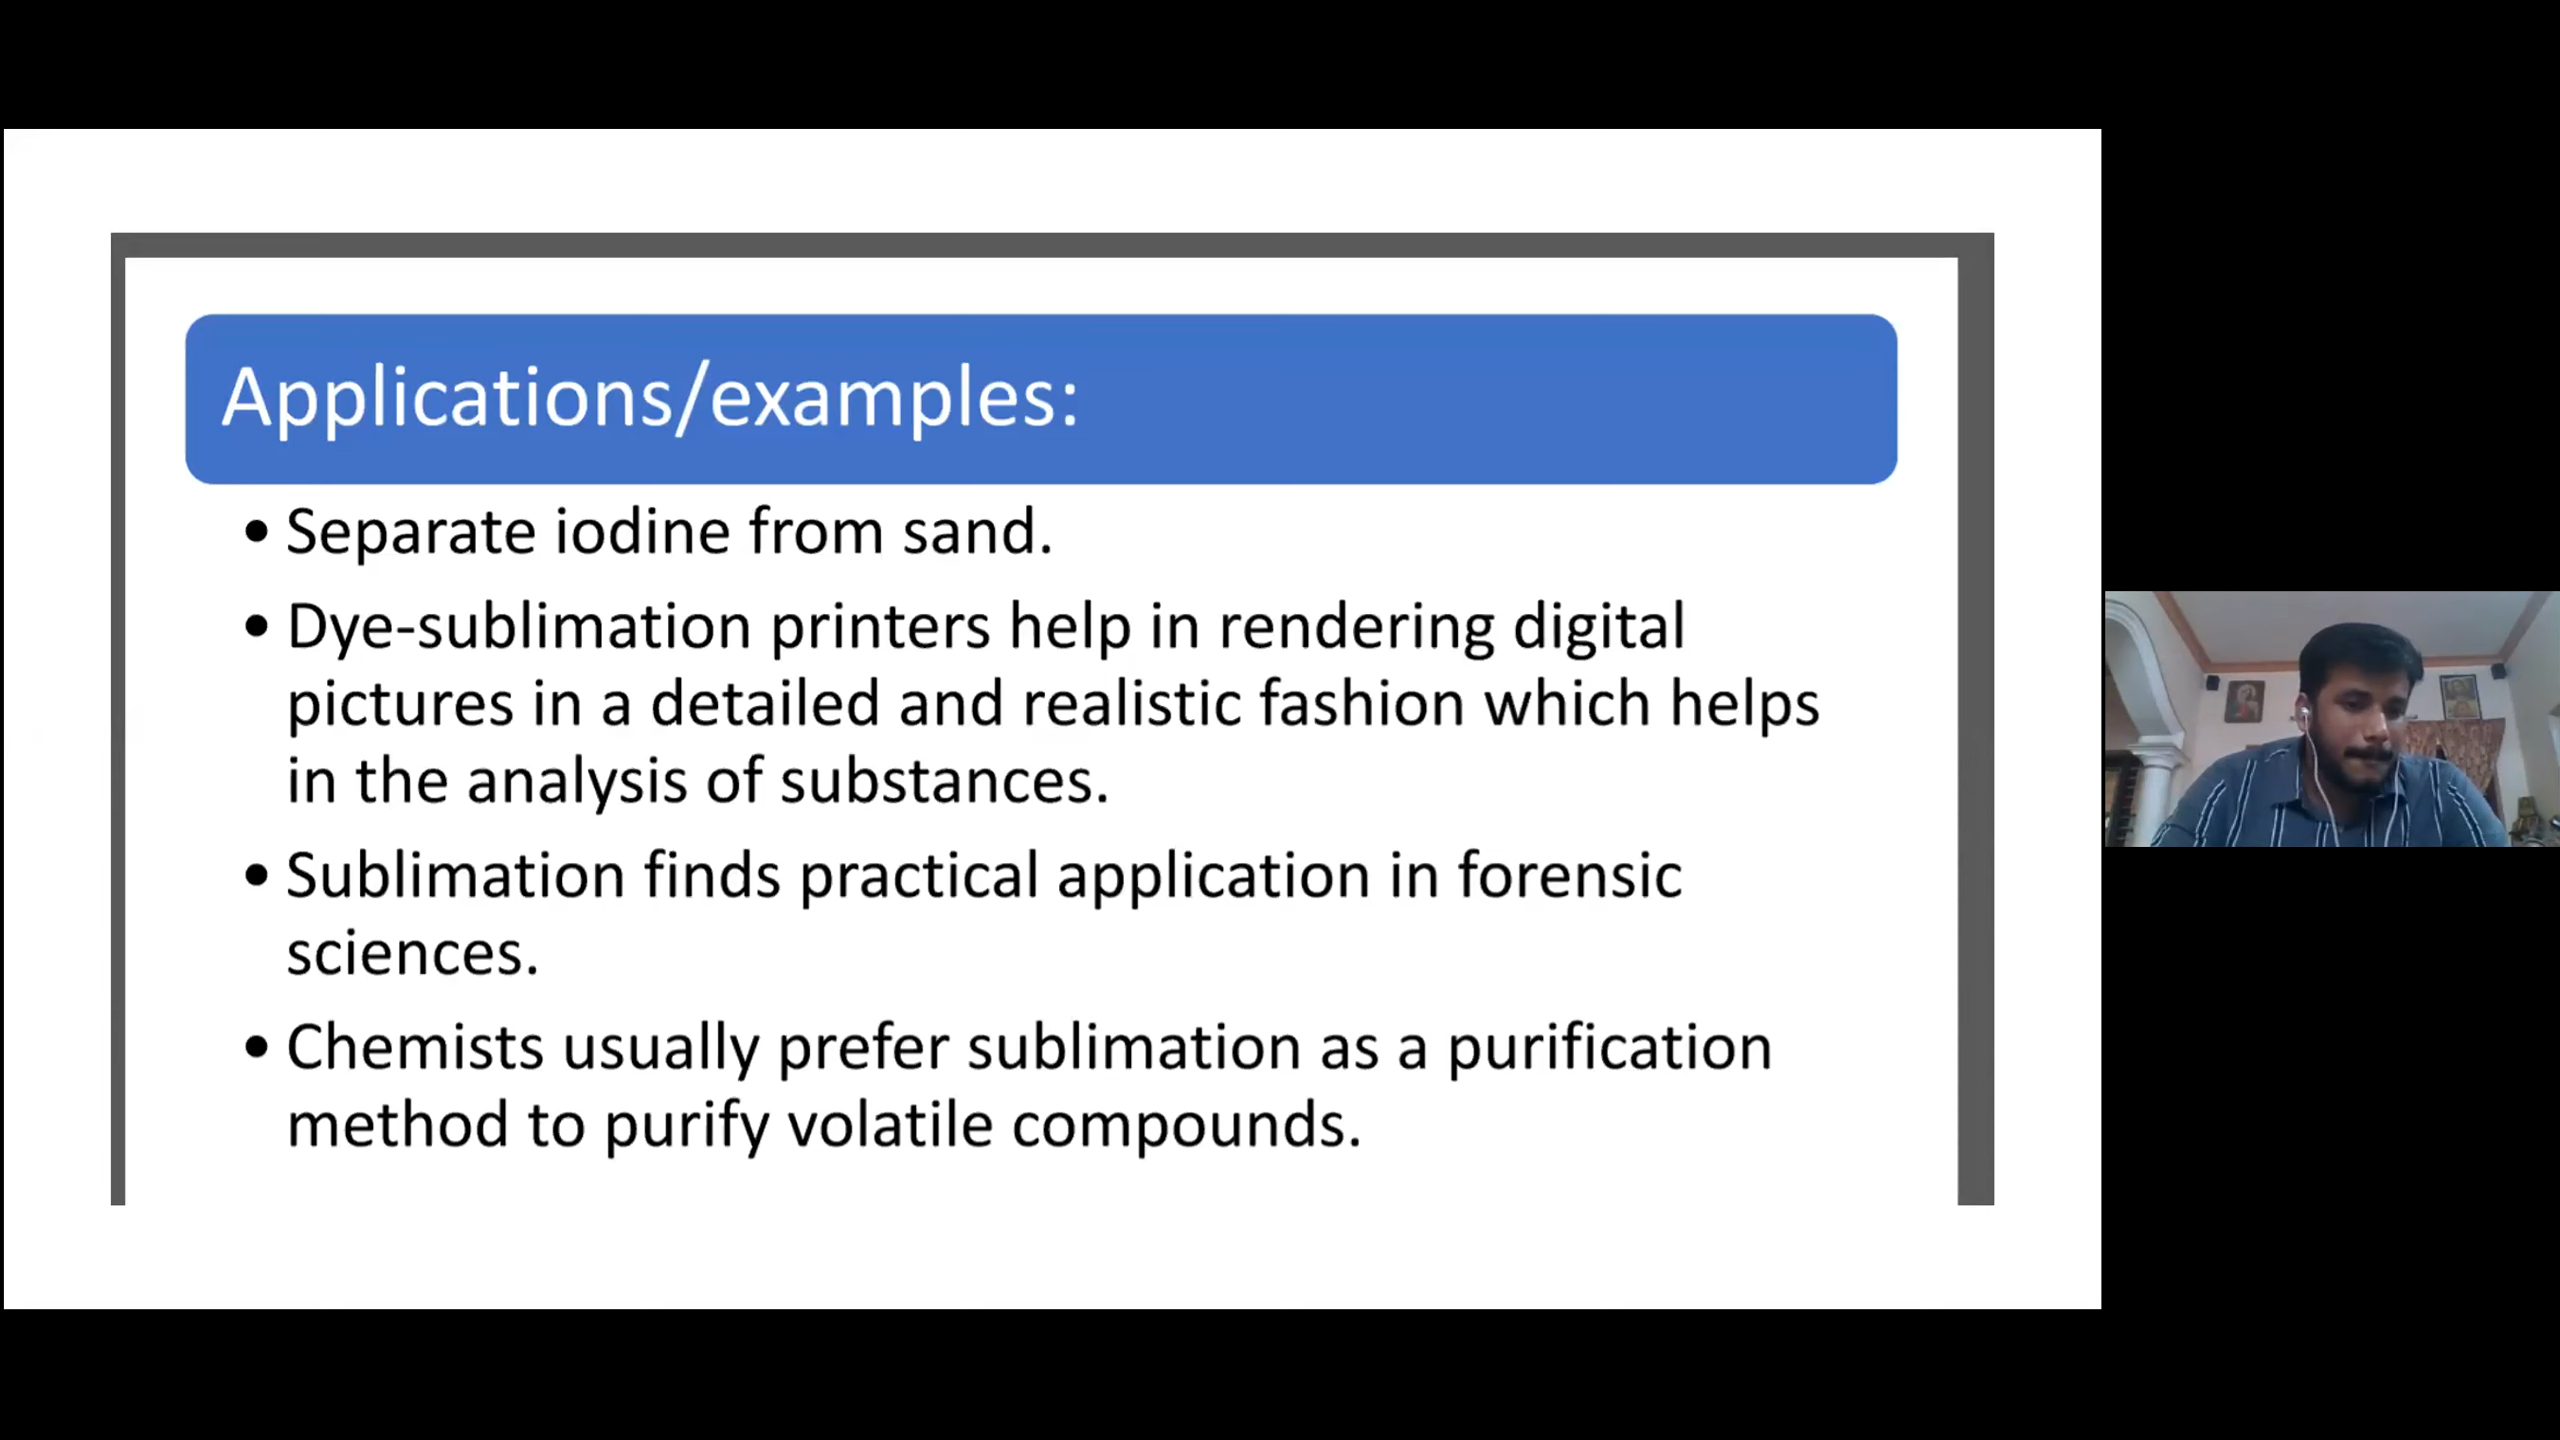 Applications/examples:
• Separate iodine from sand.
• Dye-sublimation printers help in rendering digital
pictures in a detailed and realistic fashion which helps
in the analysis of substances.
• Sublimation finds practical application in forensic
sciences.
• Chemists usually prefer sublimation as a purification
method to purify volatile compounds.